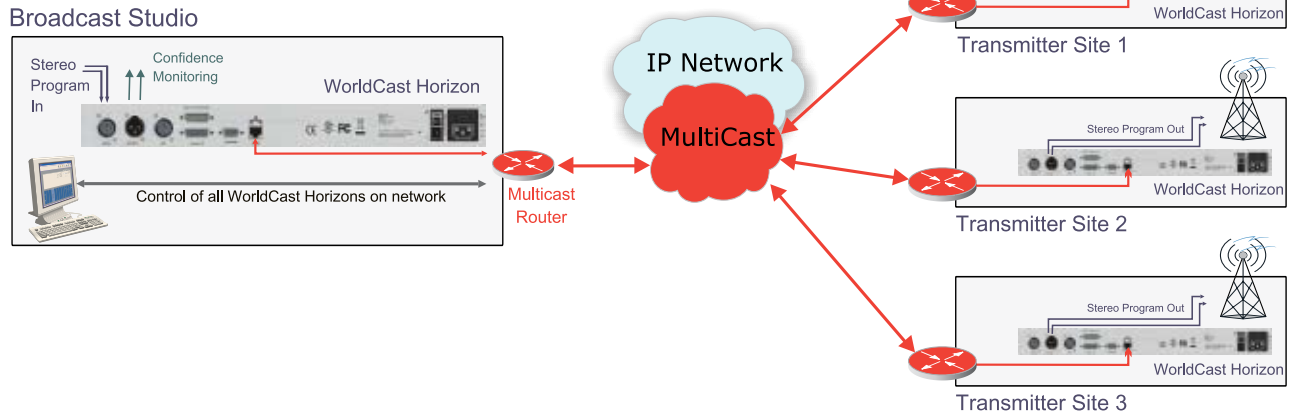 Broadcast Studio
Stereo
Program
In
Confidence
Monitoring
WorldCast Horizon
Control of all WorldCast Horizons on network
Multicast
Router
IP Network
MultiCast
WorldCast Horizon
Transmitter Site 1
Stereo Program Out
WorldCast Horizon
Transmitter Site 2
Stereo Program Out
WorldCast Horizon
Transmitter Site 3